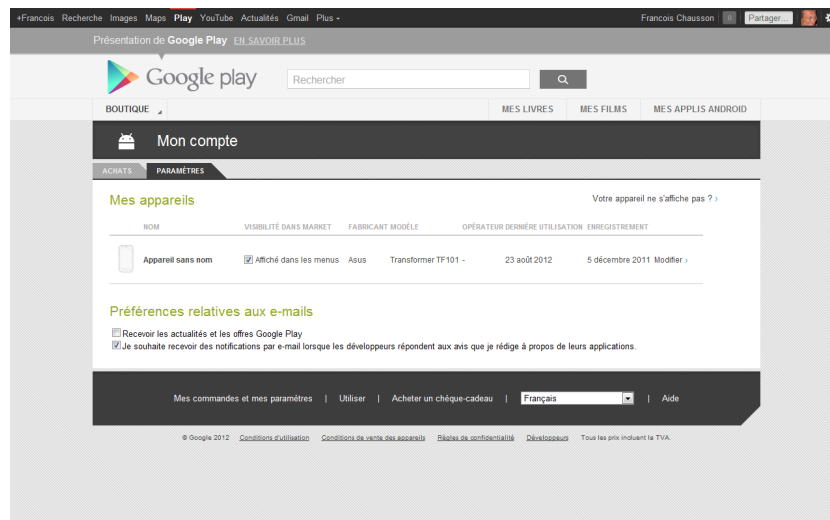 +Francois Recherche Images Maps Play YouTube Actualités Gmail Plus Francois Chausson 0 Partager...
Présentation de Google Play EN SAVOIR PLUS
Google play Rechercher
BOUTIQUE MES LIVRES MES FILMS MES APPLIS ANDROID
Mon compte
ACHATS PARAMÈTRES
Mes appareils Votre appareil ne s'affiche pas ? ›
NOM VISIBILITÉ DANS MARKET FABRICANT MODÈLE OPÉRATEUR DERNIÈRE UTILISATION ENREGISTREMENT
Appareil sans nom Affiché dans les menus Asus Transformer TF101 - 23 août 2012 5 décembre 2011 Modifier ›
Préférences relatives aux e-mails
Recevoir les actualités et les offres Google Play
Je souhaite recevoir des notifications par e-mail lorsque les développeurs répondent aux avis que je rédige à propos de leurs applications.
Mes commandes et mes paramètres | Utiliser | Acheter un chèque-cadeau | Français | Aide
© Google 2012 Conditions d'utilisation Conditions de vente des appareils Règles de confidentialité Développeurs Tous les prix incluent la TVA.